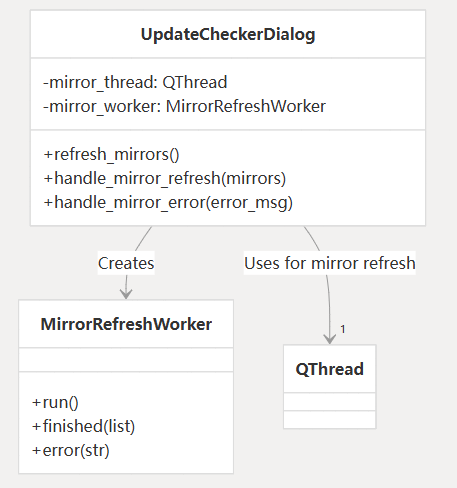 UpdateCheckerDialog
-mirror_thread: QThread
-mirror_worker: MirrorRefreshWorker
+refresh_mirrors()
+handle_mirror_refresh(mirrors)
+handle_mirror_error(error_msg)
Creates
Uses for mirror refresh
1
MirrorRefreshWorker
+run()
+finished(list)
+error(str)
QThread